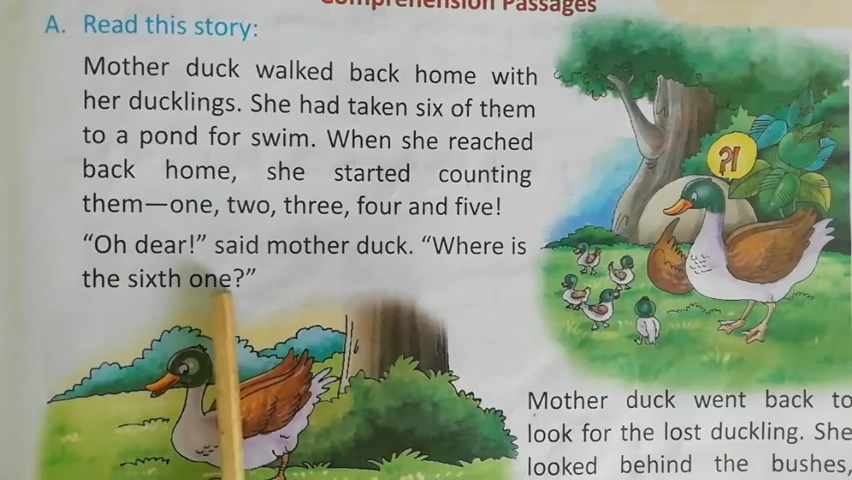 Comprehension Passages
A. Read this story:
Mother duck walked back home with
her ducklings. She had taken six of them
to a pond for swim. When she reached
back home, she started counting
them—one, two, three, four and five!
“Oh dear!” said mother duck. “Where is
the sixth one?”
?!
Mother duck went back to
look for the lost duckling. She
looked behind the bushes,